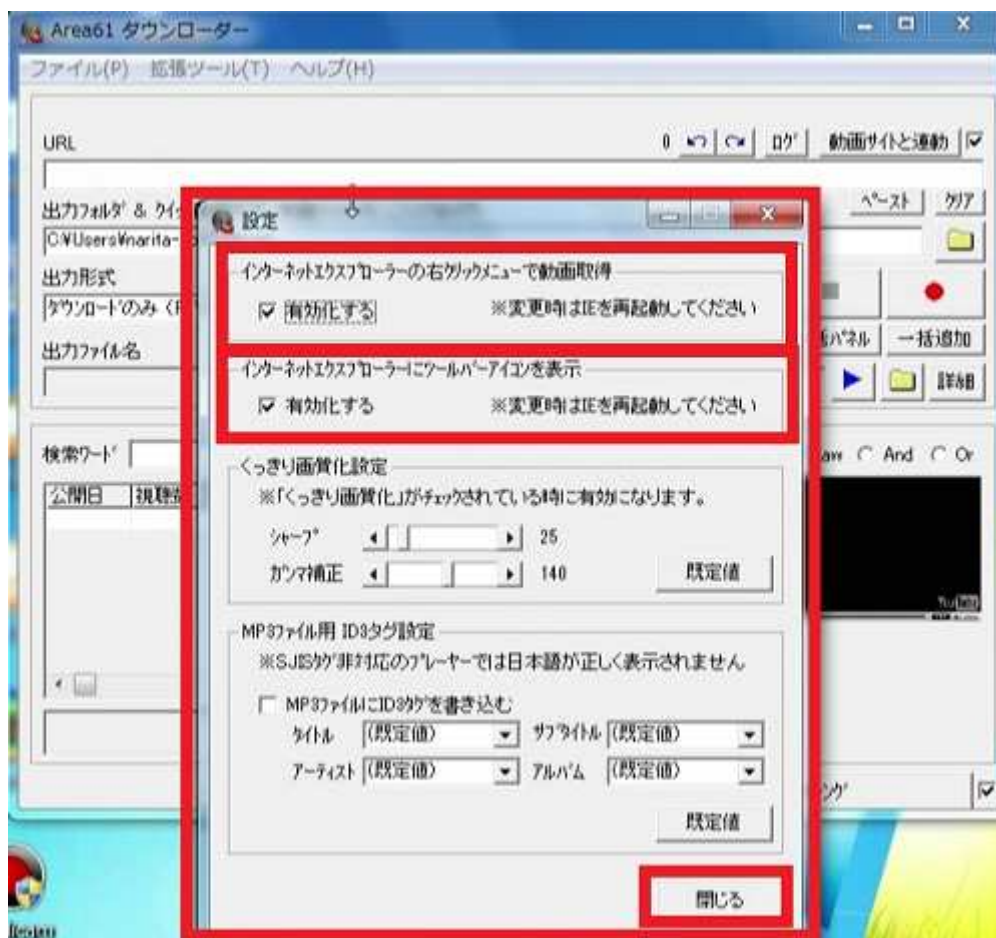 Area61 ダウンローダー
ファイル(P) 拡張ツール(T) ヘルプ(H)
URL
0
ログ
動画サイトと連動
出力フォルダ & クイッ
ペースト
クリア
C:¥Users¥narita-
出力形式
ダウンロードのみ (F
出力ファイル名
パネル
一括追加
詳細
検索ワード
And
Or
公開日
視聴数
設定
インターネットエクスプローラーの右クリックメニューで動画取得
有効化する
※変更時はIEを再起動してください
インターネットエクスプローラーにツールバーアイコンを表示
有効化する
※変更時はIEを再起動してください
くっきり画質化設定
※「くっきり画質化」がチェックされている時に有効になります。
シャープ
25
ガンマ補正
140
既定値
MP3ファイル用 ID3タグ設定
※SJISタグ非対応のプレーヤーでは日本語が正しく表示されません
MP3ファイルにID3タグを書き込む
タイトル (既定値) サブタイトル (既定値)
アーティスト (既定値) アルバム (既定値)
既定値
閉じる
YouTube